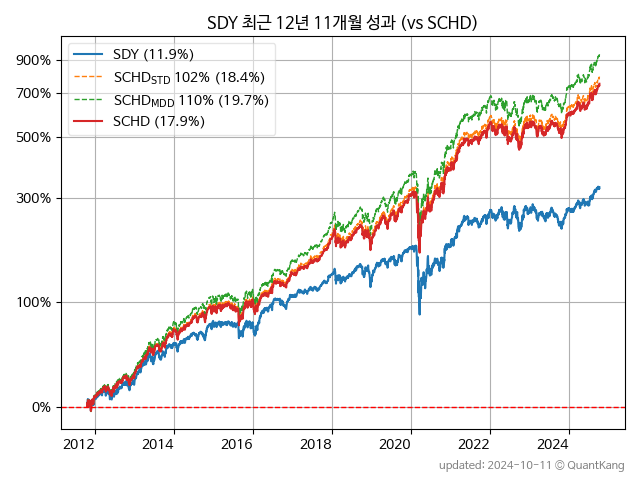 SDY 최근 12년 11개월 성과 (vs SCHD)
900%
700%
500%
300%
100%
0%
SDY (11.9%)
SCHD_STD 102% (18.4%)
SCHD_MDD 110% (19.7%)
SCHD (17.9%)
2012 2014 2016 2018 2020 2022 2024
updated: 2024-10-11 © QuantKang